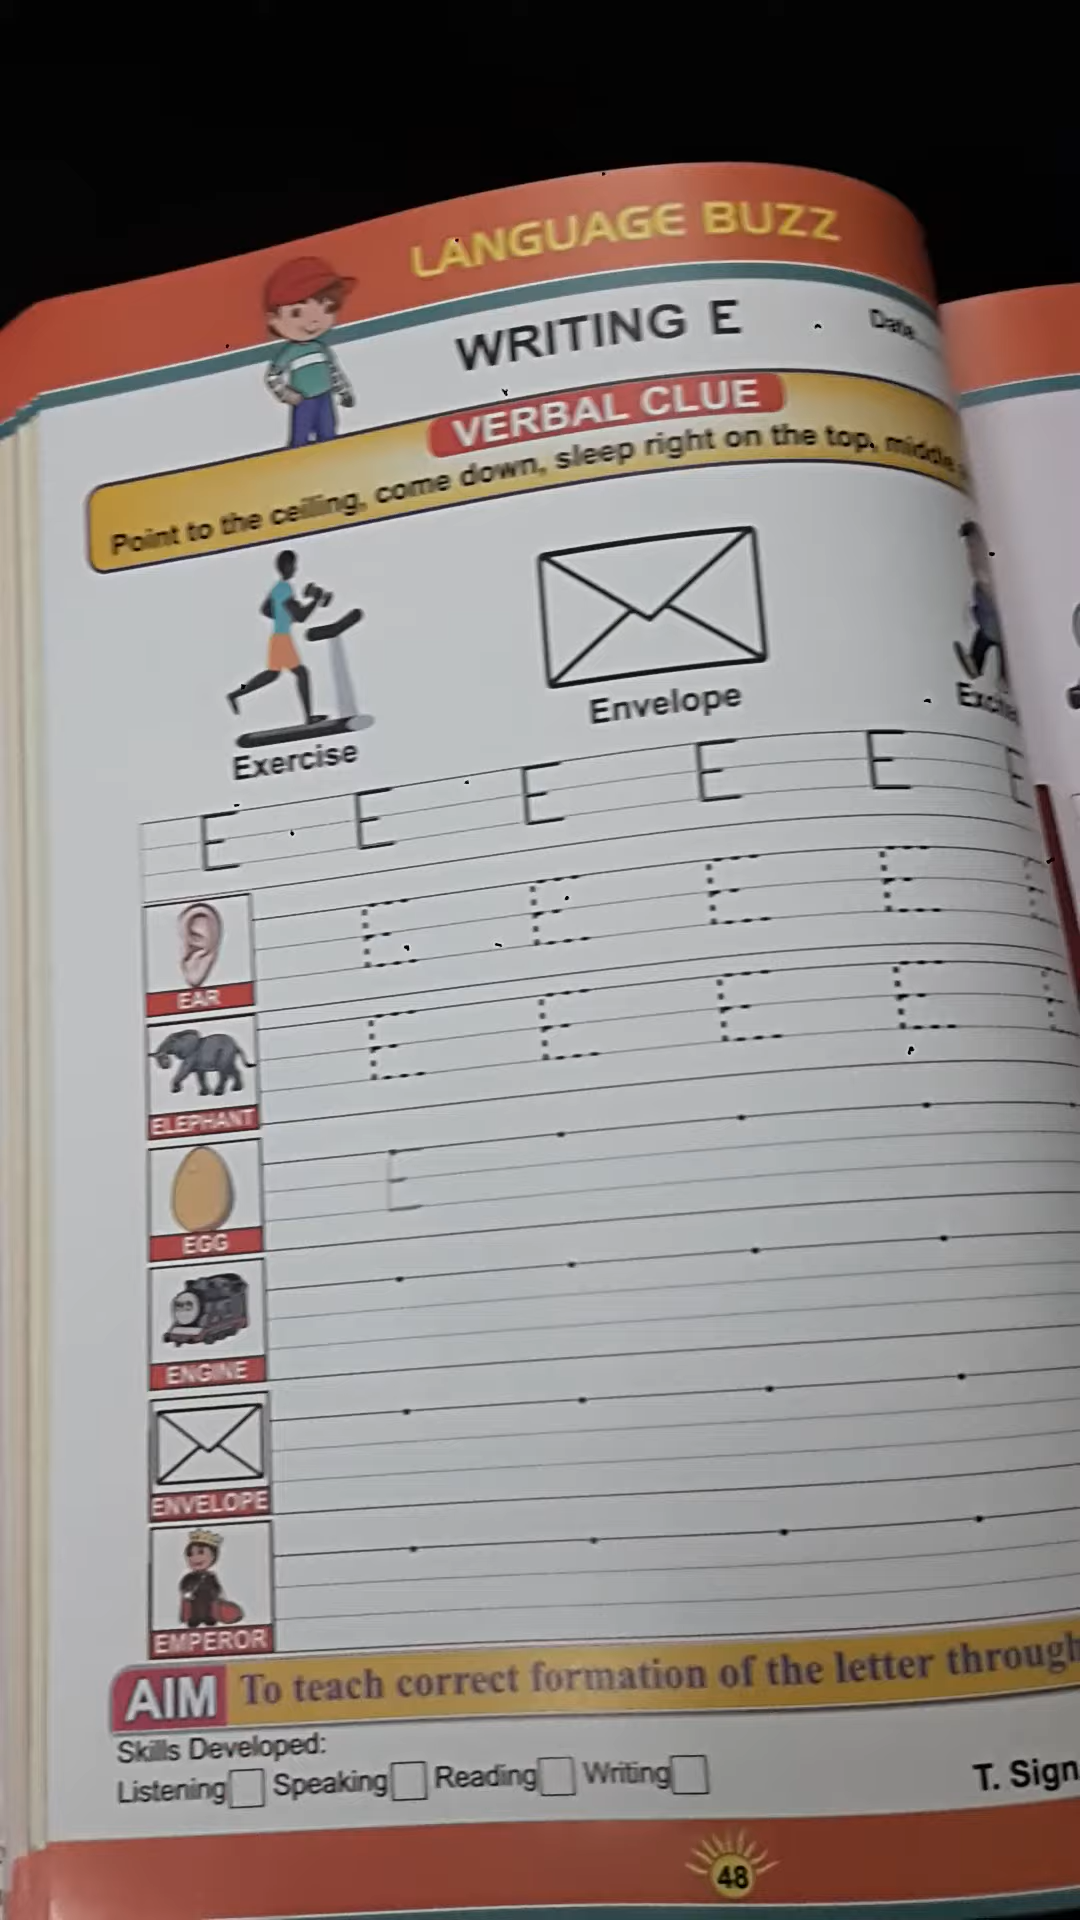 LANGUAGE BUZZ
WRITING E
Date
VERBAL CLUE
Point to the ceiling, come down, sleep right on the top, middle
Exercise
Envelope
E E E E E E
EAR
E E E E E
ELEPHANT
E E E E E
EGG
E
ENGINE
ENVELOPE
EMPEROR
AIM To teach correct formation of the letter through
Skills Developed:
Listening Speaking Reading Writing
T. Sign
48